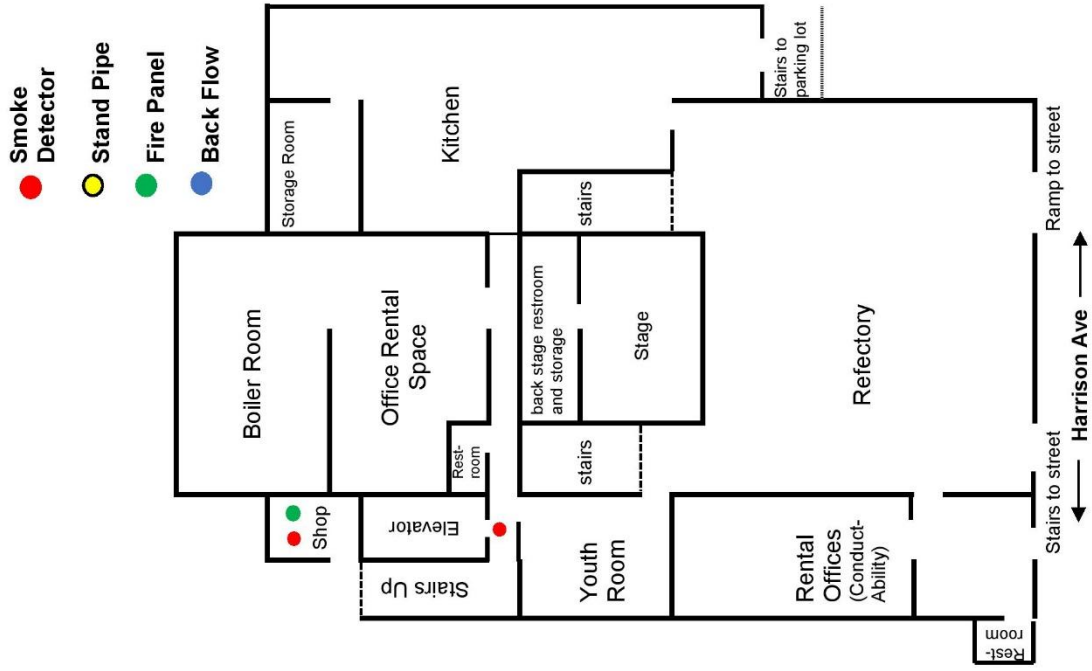 Smoke
Detector
Stand Pipe
Fire Panel
Back Flow
Storage Room
Kitchen
Stairs to
parking lot
Boiler Room
Office Rental
Space
Rest-
room
stairs
back stage restroom
and storage
Stage
stairs
Shop
Elevator
Stairs Up
Youth
Room
Refectory
Rental
Offices
(Conduct-
Ability)
Rest-
room
Stairs to street
Harrison Ave
Ramp to street